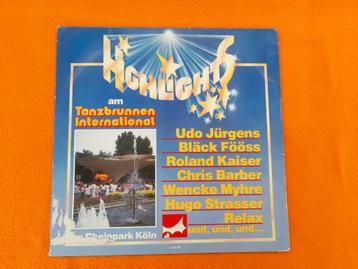 HIGHLIGHTS
am
Tanzbrunnen
International
Udo Jürgens
Bläck Fööss
Roland Kaiser
Chris Barber
Wencke Myhre
Hugo Strasser
Relax
und, und, und...
Rheinpark Köln